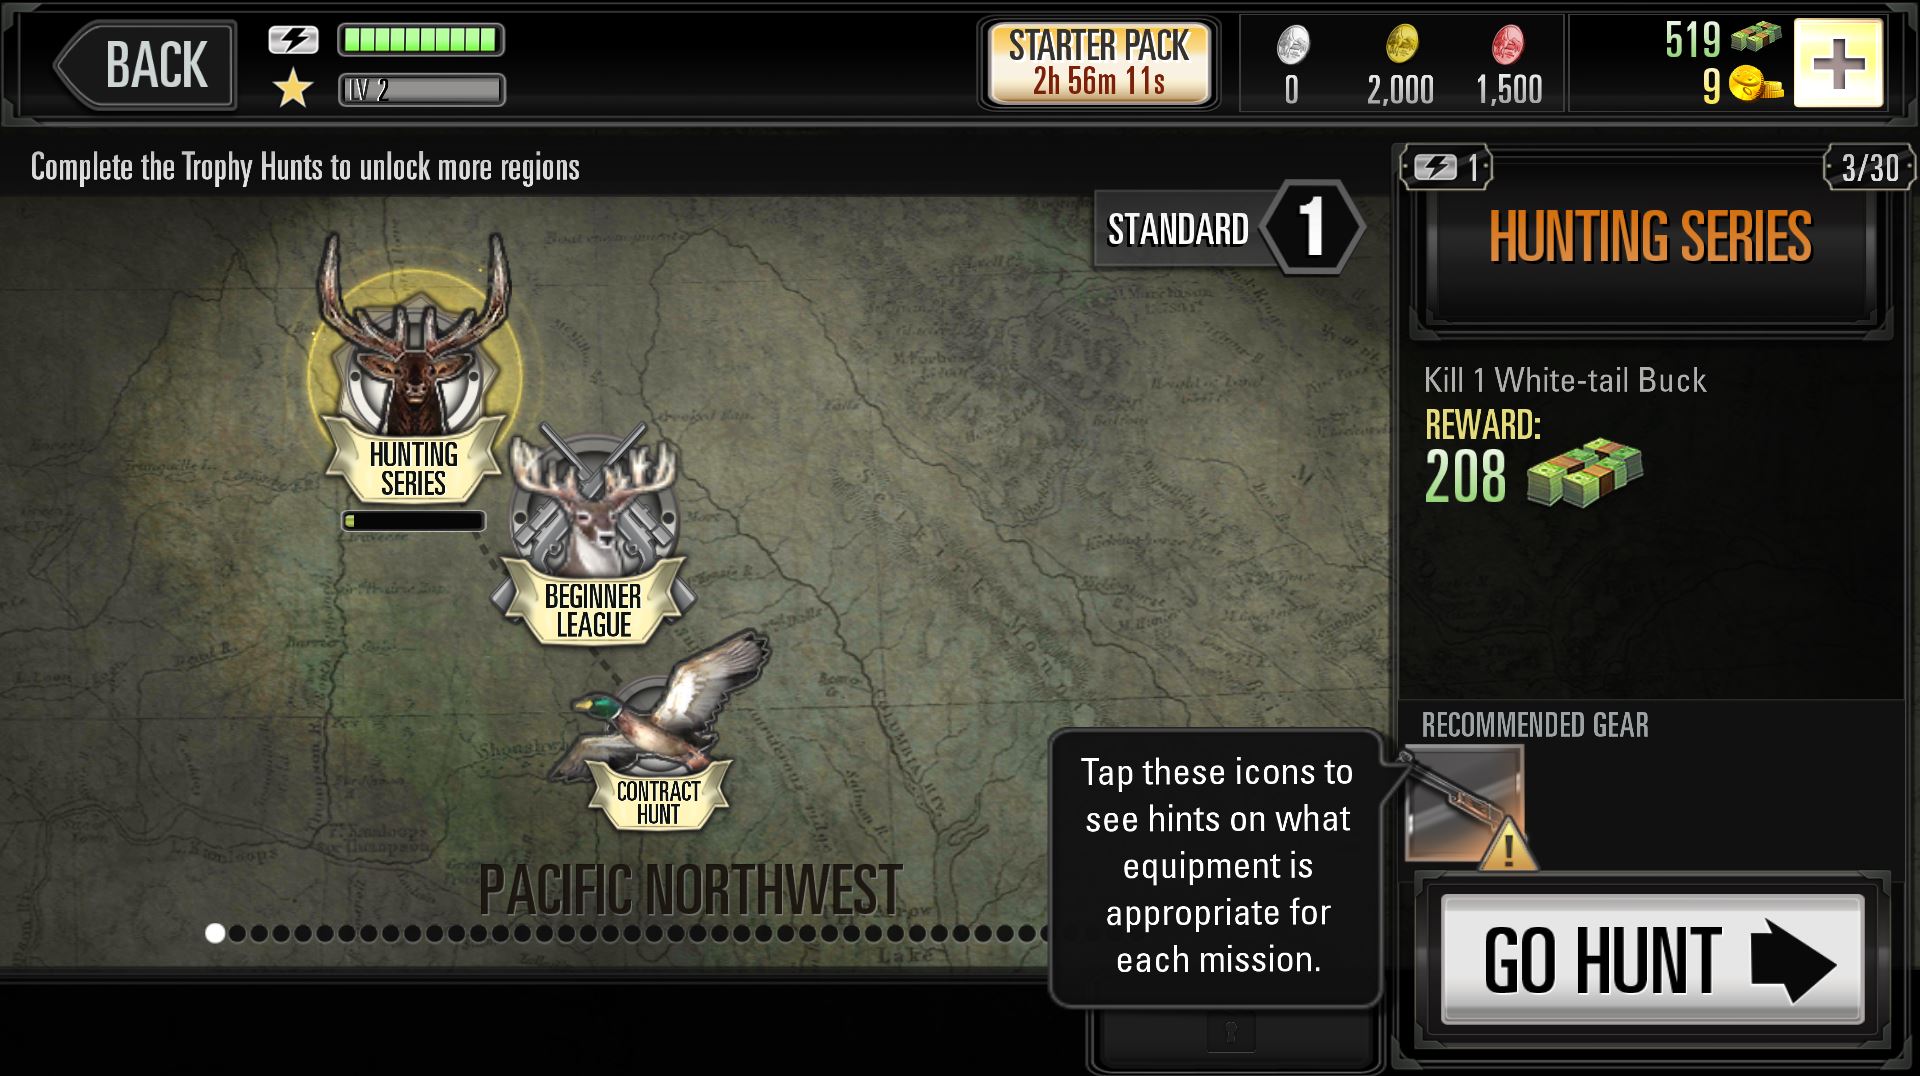 BACK
LV 2
STARTER PACK
2h 56m 11s
0
2,000
1,500
519
9
Complete the Trophy Hunts to unlock more regions
STANDARD 1
1
3/30
HUNTING SERIES
Kill 1 White-tail Buck
REWARD:
208
HUNTING
SERIES
BEGINNER
LEAGUE
CONTRACT
HUNT
PACIFIC NORTHWEST
RECOMMENDED GEAR
Tap these icons to
see hints on what
equipment is
appropriate for
each mission.
GO HUNT